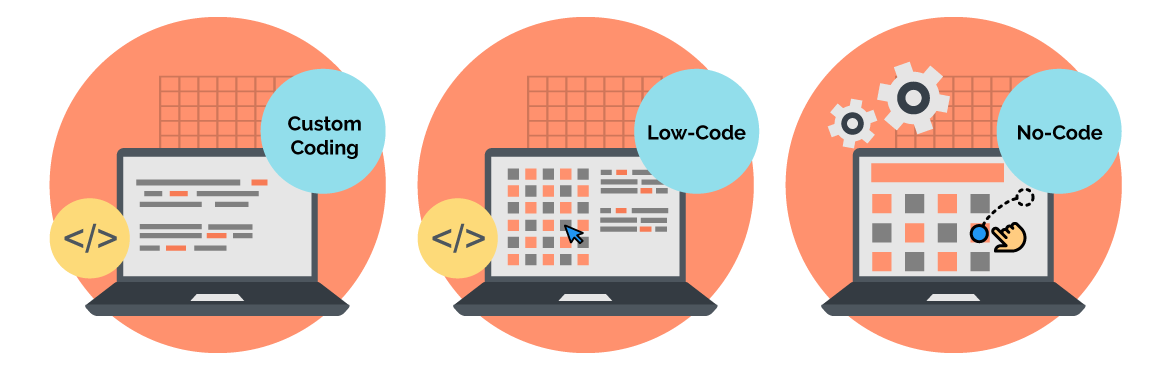 Custom
Coding
</>
Low-Code
</>
No-Code